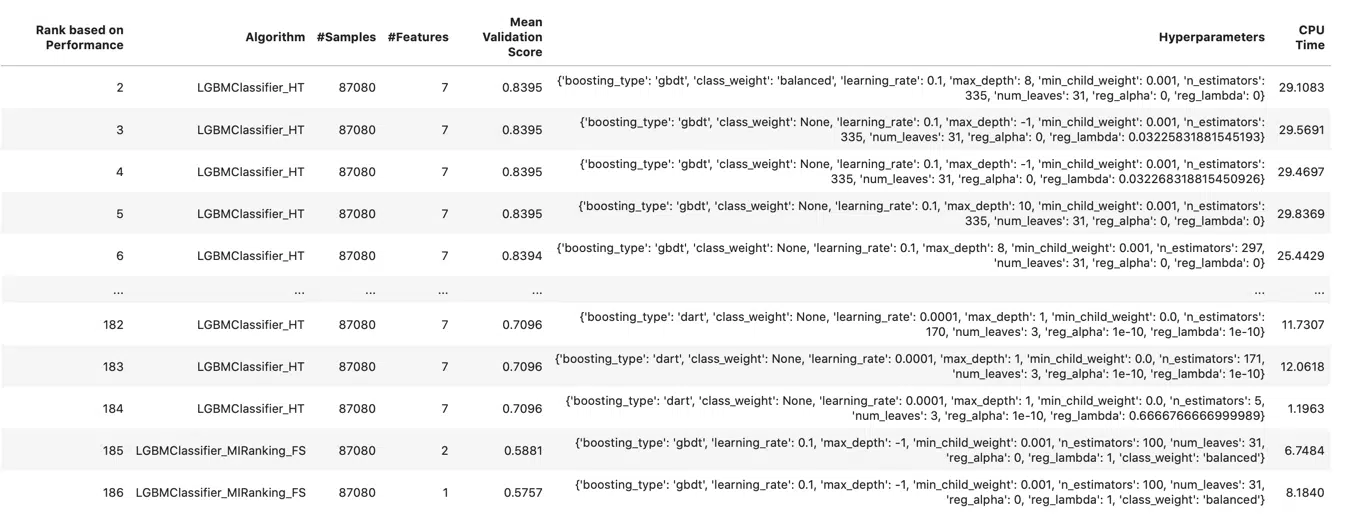 Rank based on Performance Algorithm #Samples #Features Mean Validation Score Hyperparameters CPU Time
2 LGBMClassifier_HT 87080 7 0.8395 {'boosting_type': 'gbdt', 'class_weight': 'balanced', 'learning_rate': 0.1, 'max_depth': 8, 'min_child_weight': 0.001, 'n_estimators': 335, 'num_leaves': 31, 'reg_alpha': 0, 'reg_lambda': 0} 29.1083
3 LGBMClassifier_HT 87080 7 0.8395 {'boosting_type': 'gbdt', 'class_weight': None, 'learning_rate': 0.1, 'max_depth': -1, 'min_child_weight': 0.001, 'n_estimators': 335, 'num_leaves': 31, 'reg_alpha': 0, 'reg_lambda': 0.03225831881545193} 29.5691
4 LGBMClassifier_HT 87080 7 0.8395 {'boosting_type': 'gbdt', 'class_weight': None, 'learning_rate': 0.1, 'max_depth': -1, 'min_child_weight': 0.001, 'n_estimators': 335, 'num_leaves': 31, 'reg_alpha': 0, 'reg_lambda': 0.032268318815450926} 29.4697
5 LGBMClassifier_HT 87080 7 0.8395 {'boosting_type': 'gbdt', 'class_weight': None, 'learning_rate': 0.1, 'max_depth': 10, 'min_child_weight': 0.001, 'n_estimators': 335, 'num_leaves': 31, 'reg_alpha': 0, 'reg_lambda': 0} 29.8369
6 LGBMClassifier_HT 87080 7 0.8394 {'boosting_type': 'gbdt', 'class_weight': None, 'learning_rate': 0.1, 'max_depth': 8, 'min_child_weight': 0.001, 'n_estimators': 297, 'num_leaves': 31, 'reg_alpha': 0, 'reg_lambda': 0} 25.4429
... ... ... ... ... ... ...
182 LGBMClassifier_HT 87080 7 0.7096 {'boosting_type': 'dart', 'class_weight': None, 'learning_rate': 0.0001, 'max_depth': 1, 'min_child_weight': 0.0, 'n_estimators': 170, 'num_leaves': 3, 'reg_alpha': 1e-10, 'reg_lambda': 1e-10} 11.7307
183 LGBMClassifier_HT 87080 7 0.7096 {'boosting_type': 'dart', 'class_weight': None, 'learning_rate': 0.0001, 'max_depth': 1, 'min_child_weight': 0.0, 'n_estimators': 171, 'num_leaves': 3, 'reg_alpha': 1e-10, 'reg_lambda': 1e-10} 12.0618
184 LGBMClassifier_HT 87080 7 0.7096 {'boosting_type': 'dart', 'class_weight': None, 'learning_rate': 0.0001, 'max_depth': 1, 'min_child_weight': 0.0, 'n_estimators': 5, 'num_leaves': 3, 'reg_alpha': 1e-10, 'reg_lambda': 0.6666766666999989} 1.1963
185 LGBMClassifier_MIRanking_FS 87080 2 0.5881 {'boosting_type': 'gbdt', 'learning_rate': 0.1, 'max_depth': -1, 'min_child_weight': 0.001, 'n_estimators': 100, 'num_leaves': 31, 'reg_alpha': 0, 'reg_lambda': 1, 'class_weight': 'balanced'} 6.7484
186 LGBMClassifier_MIRanking_FS 87080 1 0.5757 {'boosting_type': 'gbdt', 'learning_rate': 0.1, 'max_depth': -1, 'min_child_weight': 0.001, 'n_estimators': 100, 'num_leaves': 31, 'reg_alpha': 0, 'reg_lambda': 1, 'class_weight': 'balanced'} 8.1840